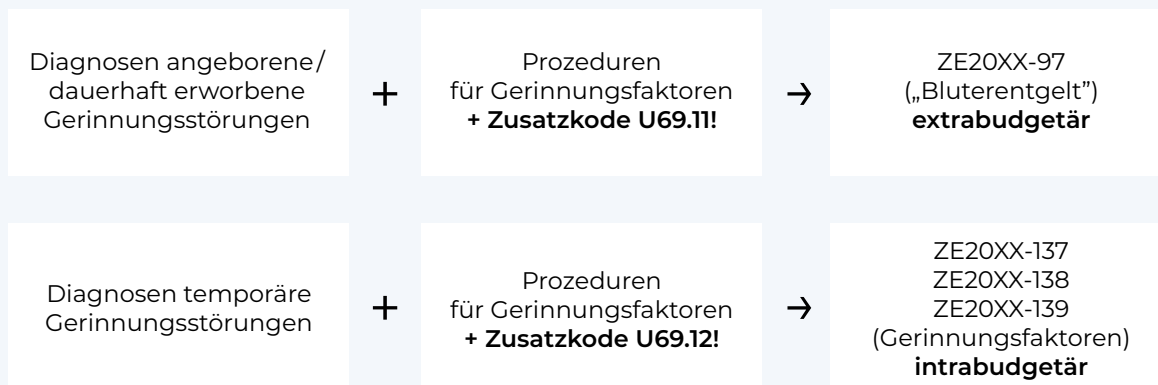 Diagnosen angeborene/
dauerhaft erworbene
Gerinnungsstörungen
+
Prozeduren
für Gerinnungsfaktoren
+ Zusatzkode U69.11!
→
ZE20XX-97
(„Bluterentgelt”)
extrabudgetär
Diagnosen temporäre
Gerinnungsstörungen
+
Prozeduren
für Gerinnungsfaktoren
+ Zusatzkode U69.12!
→
ZE20XX-137
ZE20XX-138
ZE20XX-139
(Gerinnungsfaktoren)
intrabudgetär